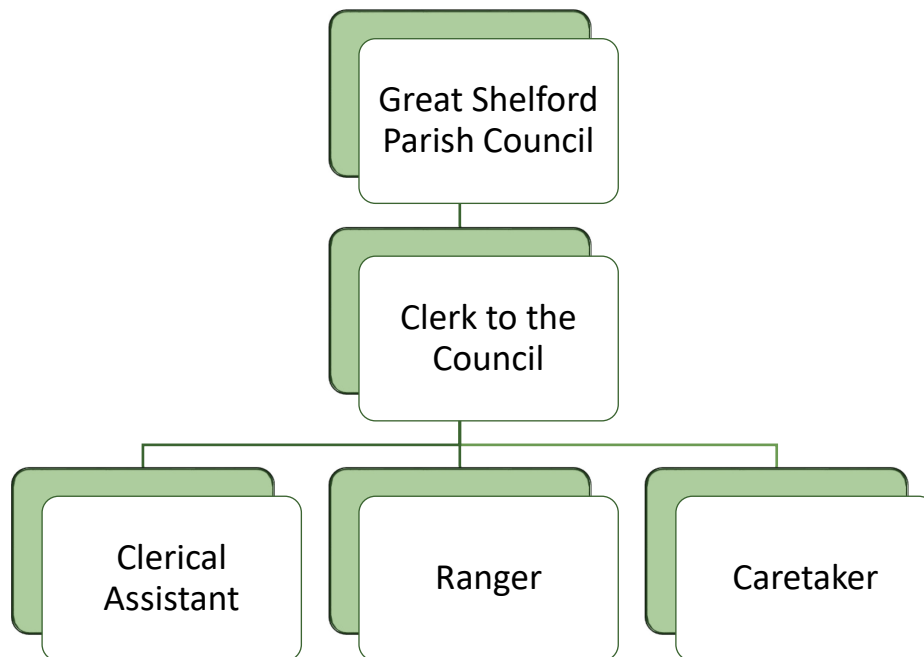 Great Shelford
Parish Council
Clerk to the
Council
Clerical
Assistant
Ranger
Caretaker